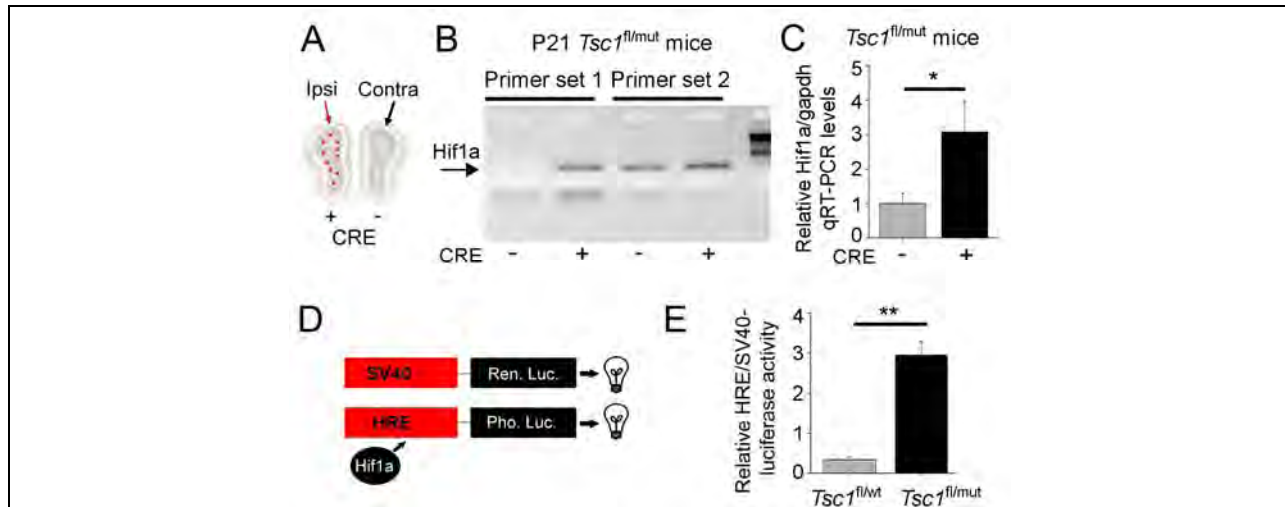 A
Ipsi
Contra
+ -
CRE
B
P21 Tsc1fl/mut mice
Primer set 1 Primer set 2
Hif1a
CRE - + - +
C
Tsc1fl/mut mice
Relative Hif1a/gapdh
qRT-PCR levels
5
4
3
2
1
0
*
CRE - +
D
SV40 Ren. Luc.
HRE Pho. Luc.
Hif1a
E
Relative HRE/SV40-
luciferase activity
4
3
2
1
0
**
Tsc1fl/wt Tsc1fl/mut